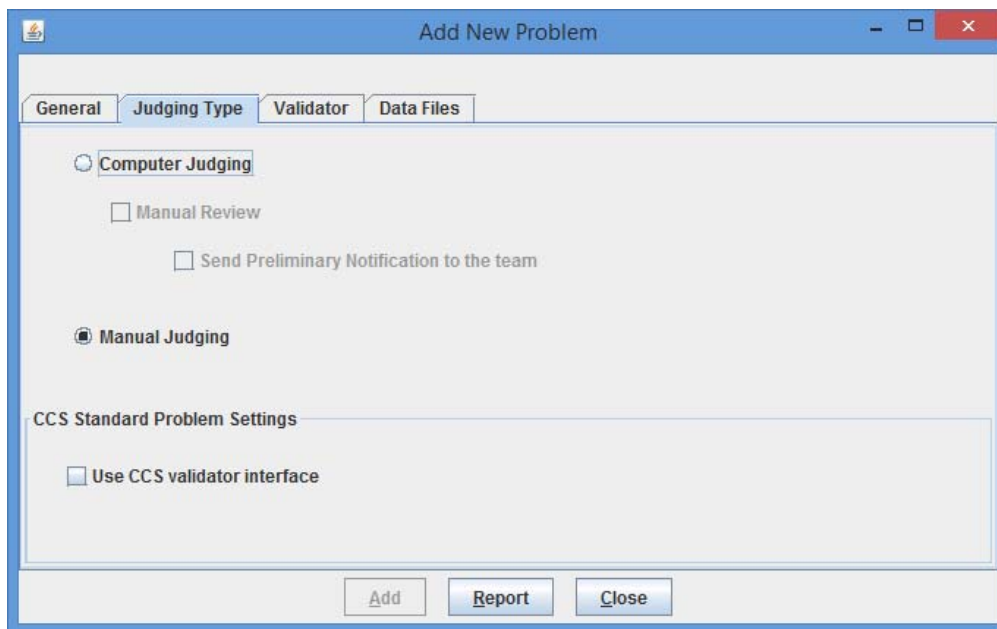 Add New Problem
General Judging Type Validator Data Files
Computer Judging
Manual Review
Send Preliminary Notification to the team
Manual Judging
CCS Standard Problem Settings
Use CCS validator interface
Add Report Close